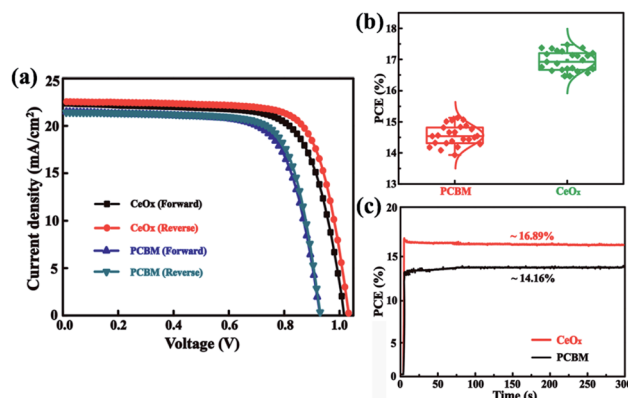 (a)
25
20
15
10
5
0
Current density (mA/cm²)
CeOx (Forward)
CeOx (Reverse)
PCBM (Forward)
PCBM (Reverse)
0.0 0.2 0.4 0.6 0.8 1.0
Voltage (V)
(b)
18
17
16
15
14
13
PCE (%)
PCBM CeOx
(c)
20
15
10
5
0
PCE (%)
~ 16.89%
~ 14.16%
CeOx
PCBM
0 50 100 150 200 250 300
Time (s)